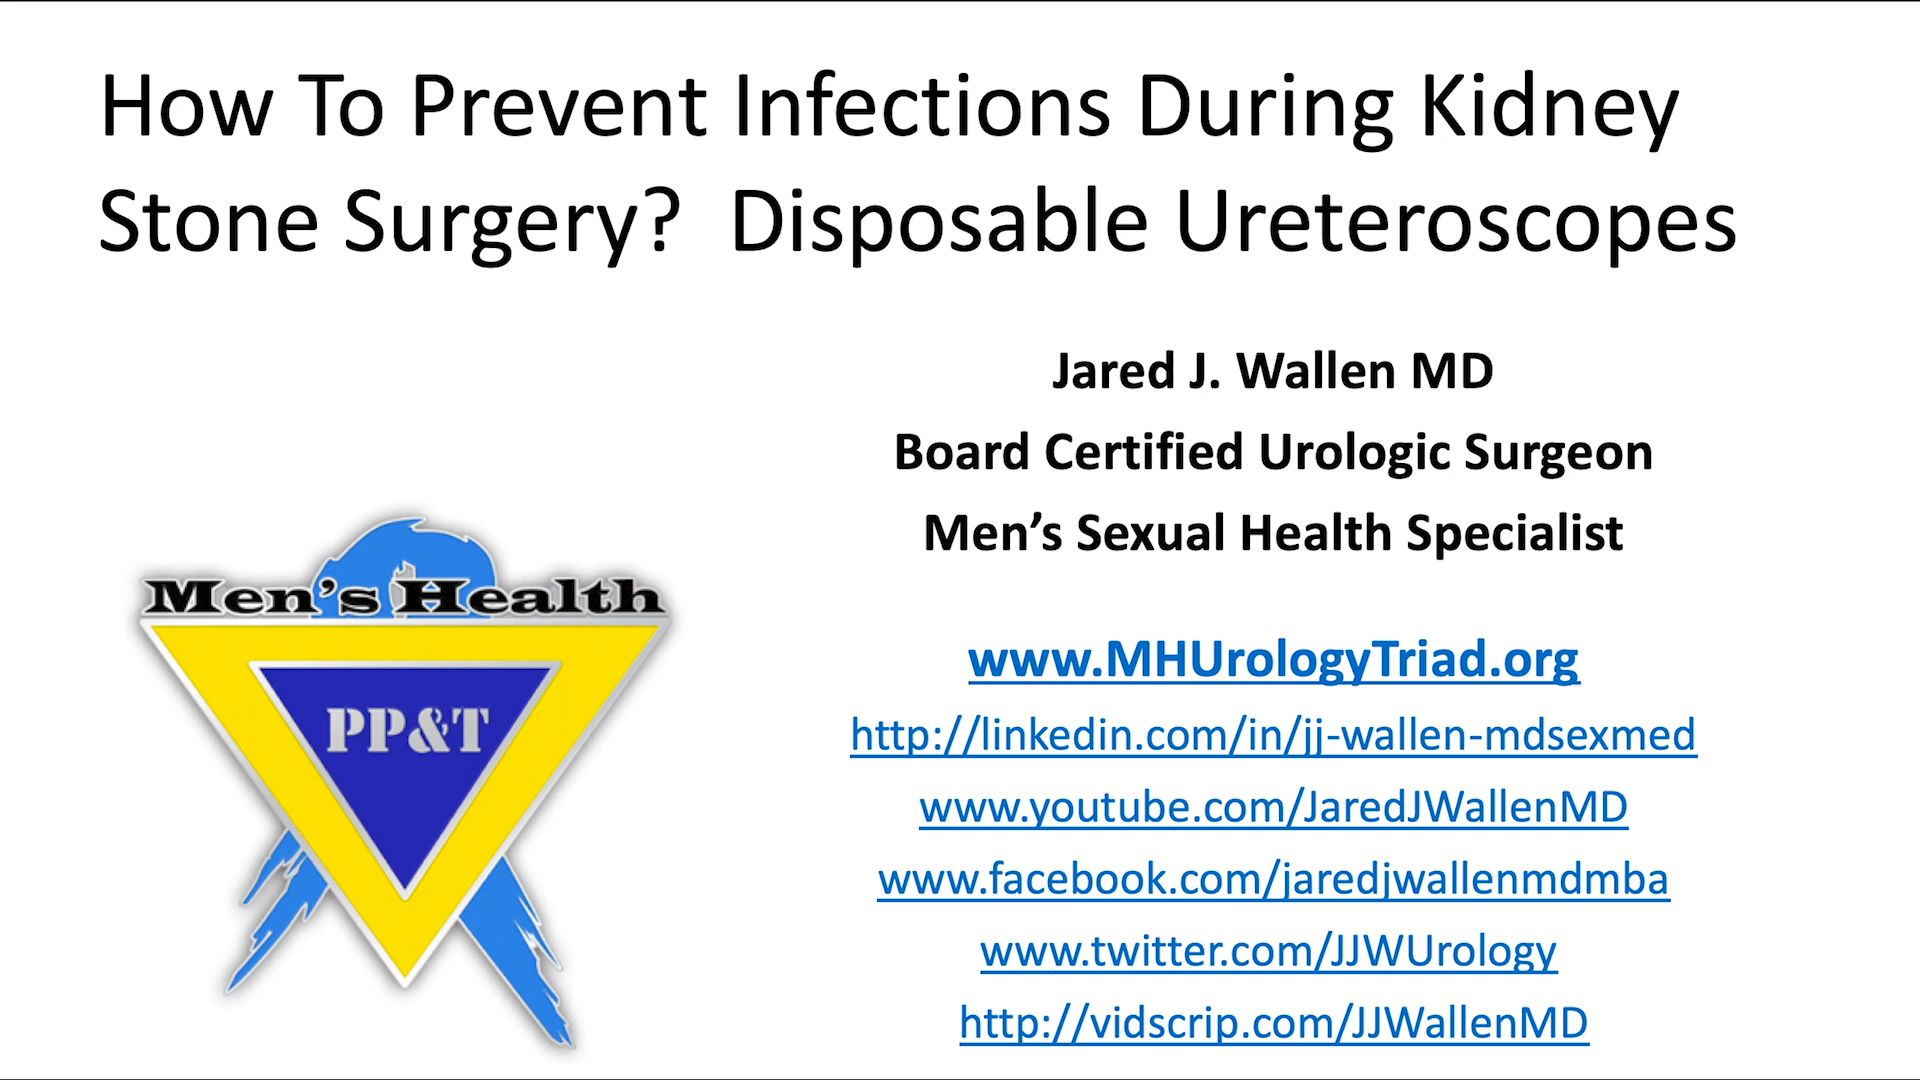 How To Prevent Infections During Kidney
Stone Surgery?  Disposable Ureteroscopes
Jared J. Wallen MD
Board Certified Urologic Surgeon
Men’s Sexual Health Specialist
Men's Health
PP&T
www.MHUrologyTriad.org
http://linkedin.com/in/jj-wallen-mdsexmed
www.youtube.com/JaredJWallenMD
www.facebook.com/jaredjwallenmdmba
www.twitter.com/JJWUrology
http://vidscrip.com/JJWallenMD